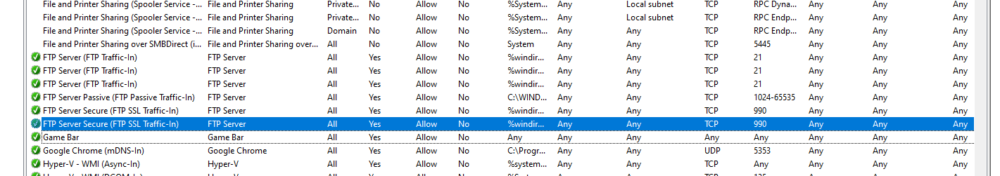 File and Printer Sharing (Spooler Service -... File and Printer Sharing Private... No Allow No %System... Any Local subnet TCP RPC Dyna... Any Any Any
File and Printer Sharing (Spooler Service -... File and Printer Sharing Private... No Allow No %System... Any Local subnet TCP RPC Endp... Any Any Any
File and Printer Sharing (Spooler Service -... File and Printer Sharing Domain No Allow No %System... Any Any TCP RPC Endp... Any Any Any
File and Printer Sharing over SMBDirect (i... File and Printer Sharing over... All No Allow No System Any Any TCP 5445 Any Any Any
FTP Server (FTP Traffic-In) FTP Server All Yes Allow No %windir... Any Any TCP 21 Any Any Any
FTP Server (FTP Traffic-In) FTP Server All Yes Allow No %windir... Any Any TCP 21 Any Any Any
FTP Server (FTP Traffic-In) FTP Server All Yes Allow No %windir... Any Any TCP 21 Any Any Any
FTP Server Passive (FTP Passive Traffic-In) FTP Server All Yes Allow No C:\WIND... Any Any TCP 1024-65535 Any Any Any
FTP Server Secure (FTP SSL Traffic-In) FTP Server All Yes Allow No %windir... Any Any TCP 990 Any Any Any
FTP Server Secure (FTP SSL Traffic-In) FTP Server All Yes Allow No %windir... Any Any TCP 990 Any Any Any
Game Bar Game Bar All Yes Allow No Any Any Any Any Any Any Any Any
Google Chrome (mDNS-In) Google Chrome All Yes Allow No C:\Progr... Any Any UDP 5353 Any Any Any
Hyper-V - WMI (Async-In) Hyper-V All Yes Allow No %system... Any Any TCP Any Any Any Any